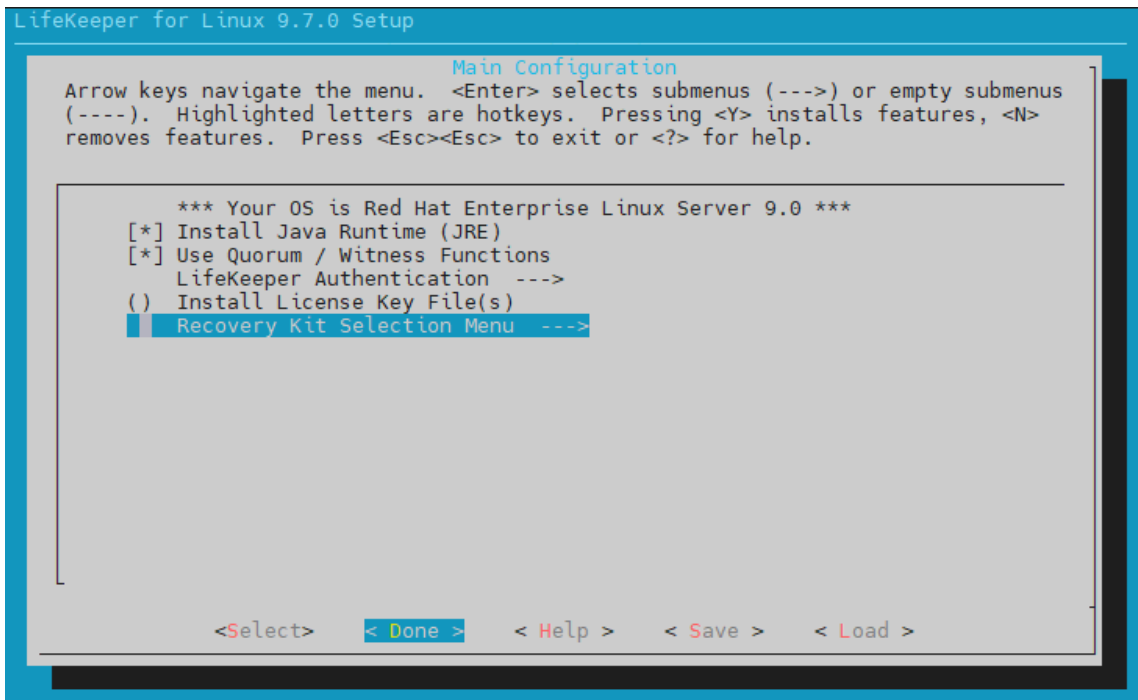 LifeKeeper for Linux 9.7.0 Setup
Main Configuration
Arrow keys navigate the menu.  <Enter> selects submenus (--->) or empty submenus
(----).  Highlighted letters are hotkeys.  Pressing <Y> installs features, <N>
removes features.  Press <Esc><Esc> to exit or <?> for help.
*** Your OS is Red Hat Enterprise Linux Server 9.0 ***
[*] Install Java Runtime (JRE)
[*] Use Quorum / Witness Functions
LifeKeeper Authentication  --->
()  Install License Key File(s)
Recovery Kit Selection Menu  --->
<Select>    < Done >    < Help >    < Save >    < Load >